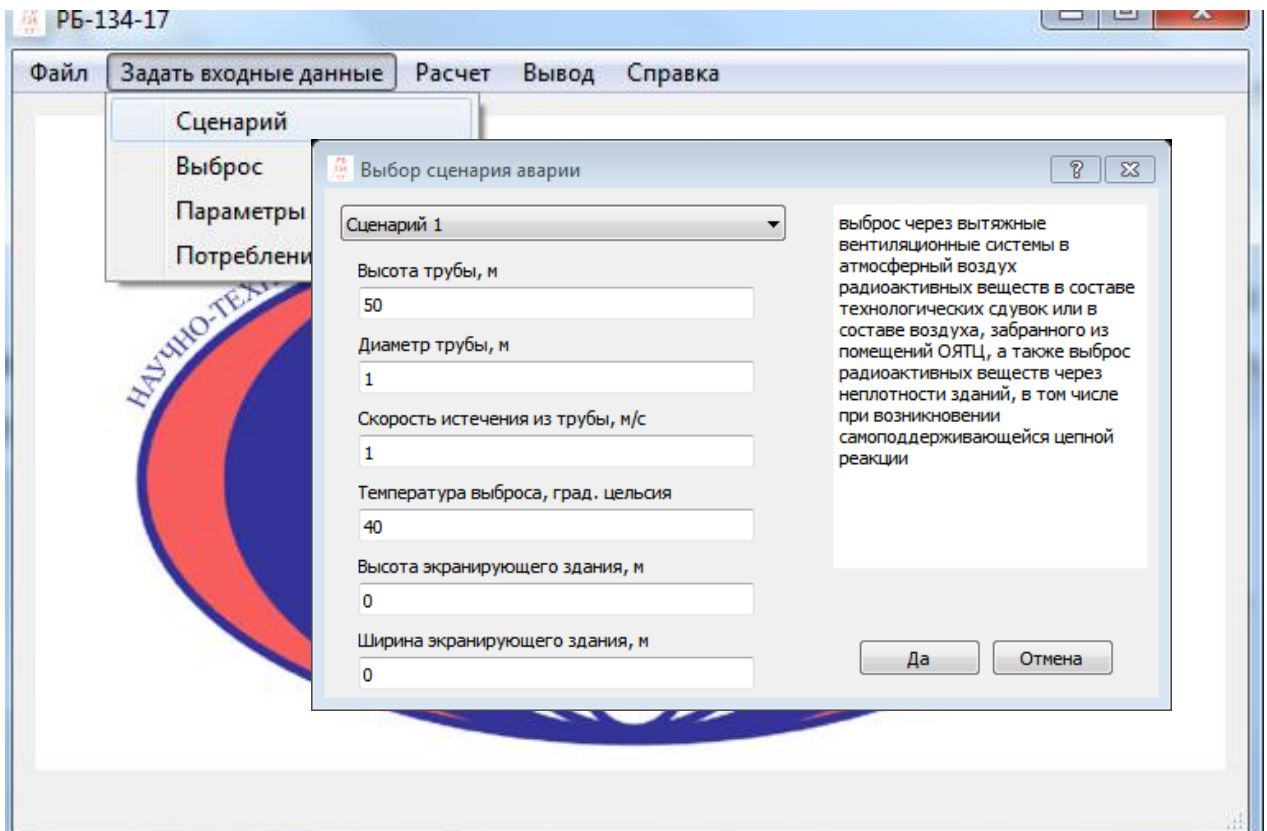 РБ-134-17
Файл Задать входные данные Расчет Вывод Справка
Сценарий
Выброс
Параметры
Потреблени
НАУЧНО-ТЕХН
Выбор сценария аварии
Сценарий 1
Высота трубы, м
50
Диаметр трубы, м
1
Скорость истечения из трубы, м/с
1
Температура выброса, град. цельсия
40
Высота экранирующего здания, м
0
Ширина экранирующего здания, м
0
выброс через вытяжные
вентиляционные системы в
атмосферный воздух
радиоактивных веществ в составе
технологических сдувок или в
составе воздуха, забранного из
помещений ОЯТЦ, а также выброс
радиоактивных веществ через
неплотности зданий, в том числе
при возникновении
самоподдерживающейся цепной
реакции
Да Отмена